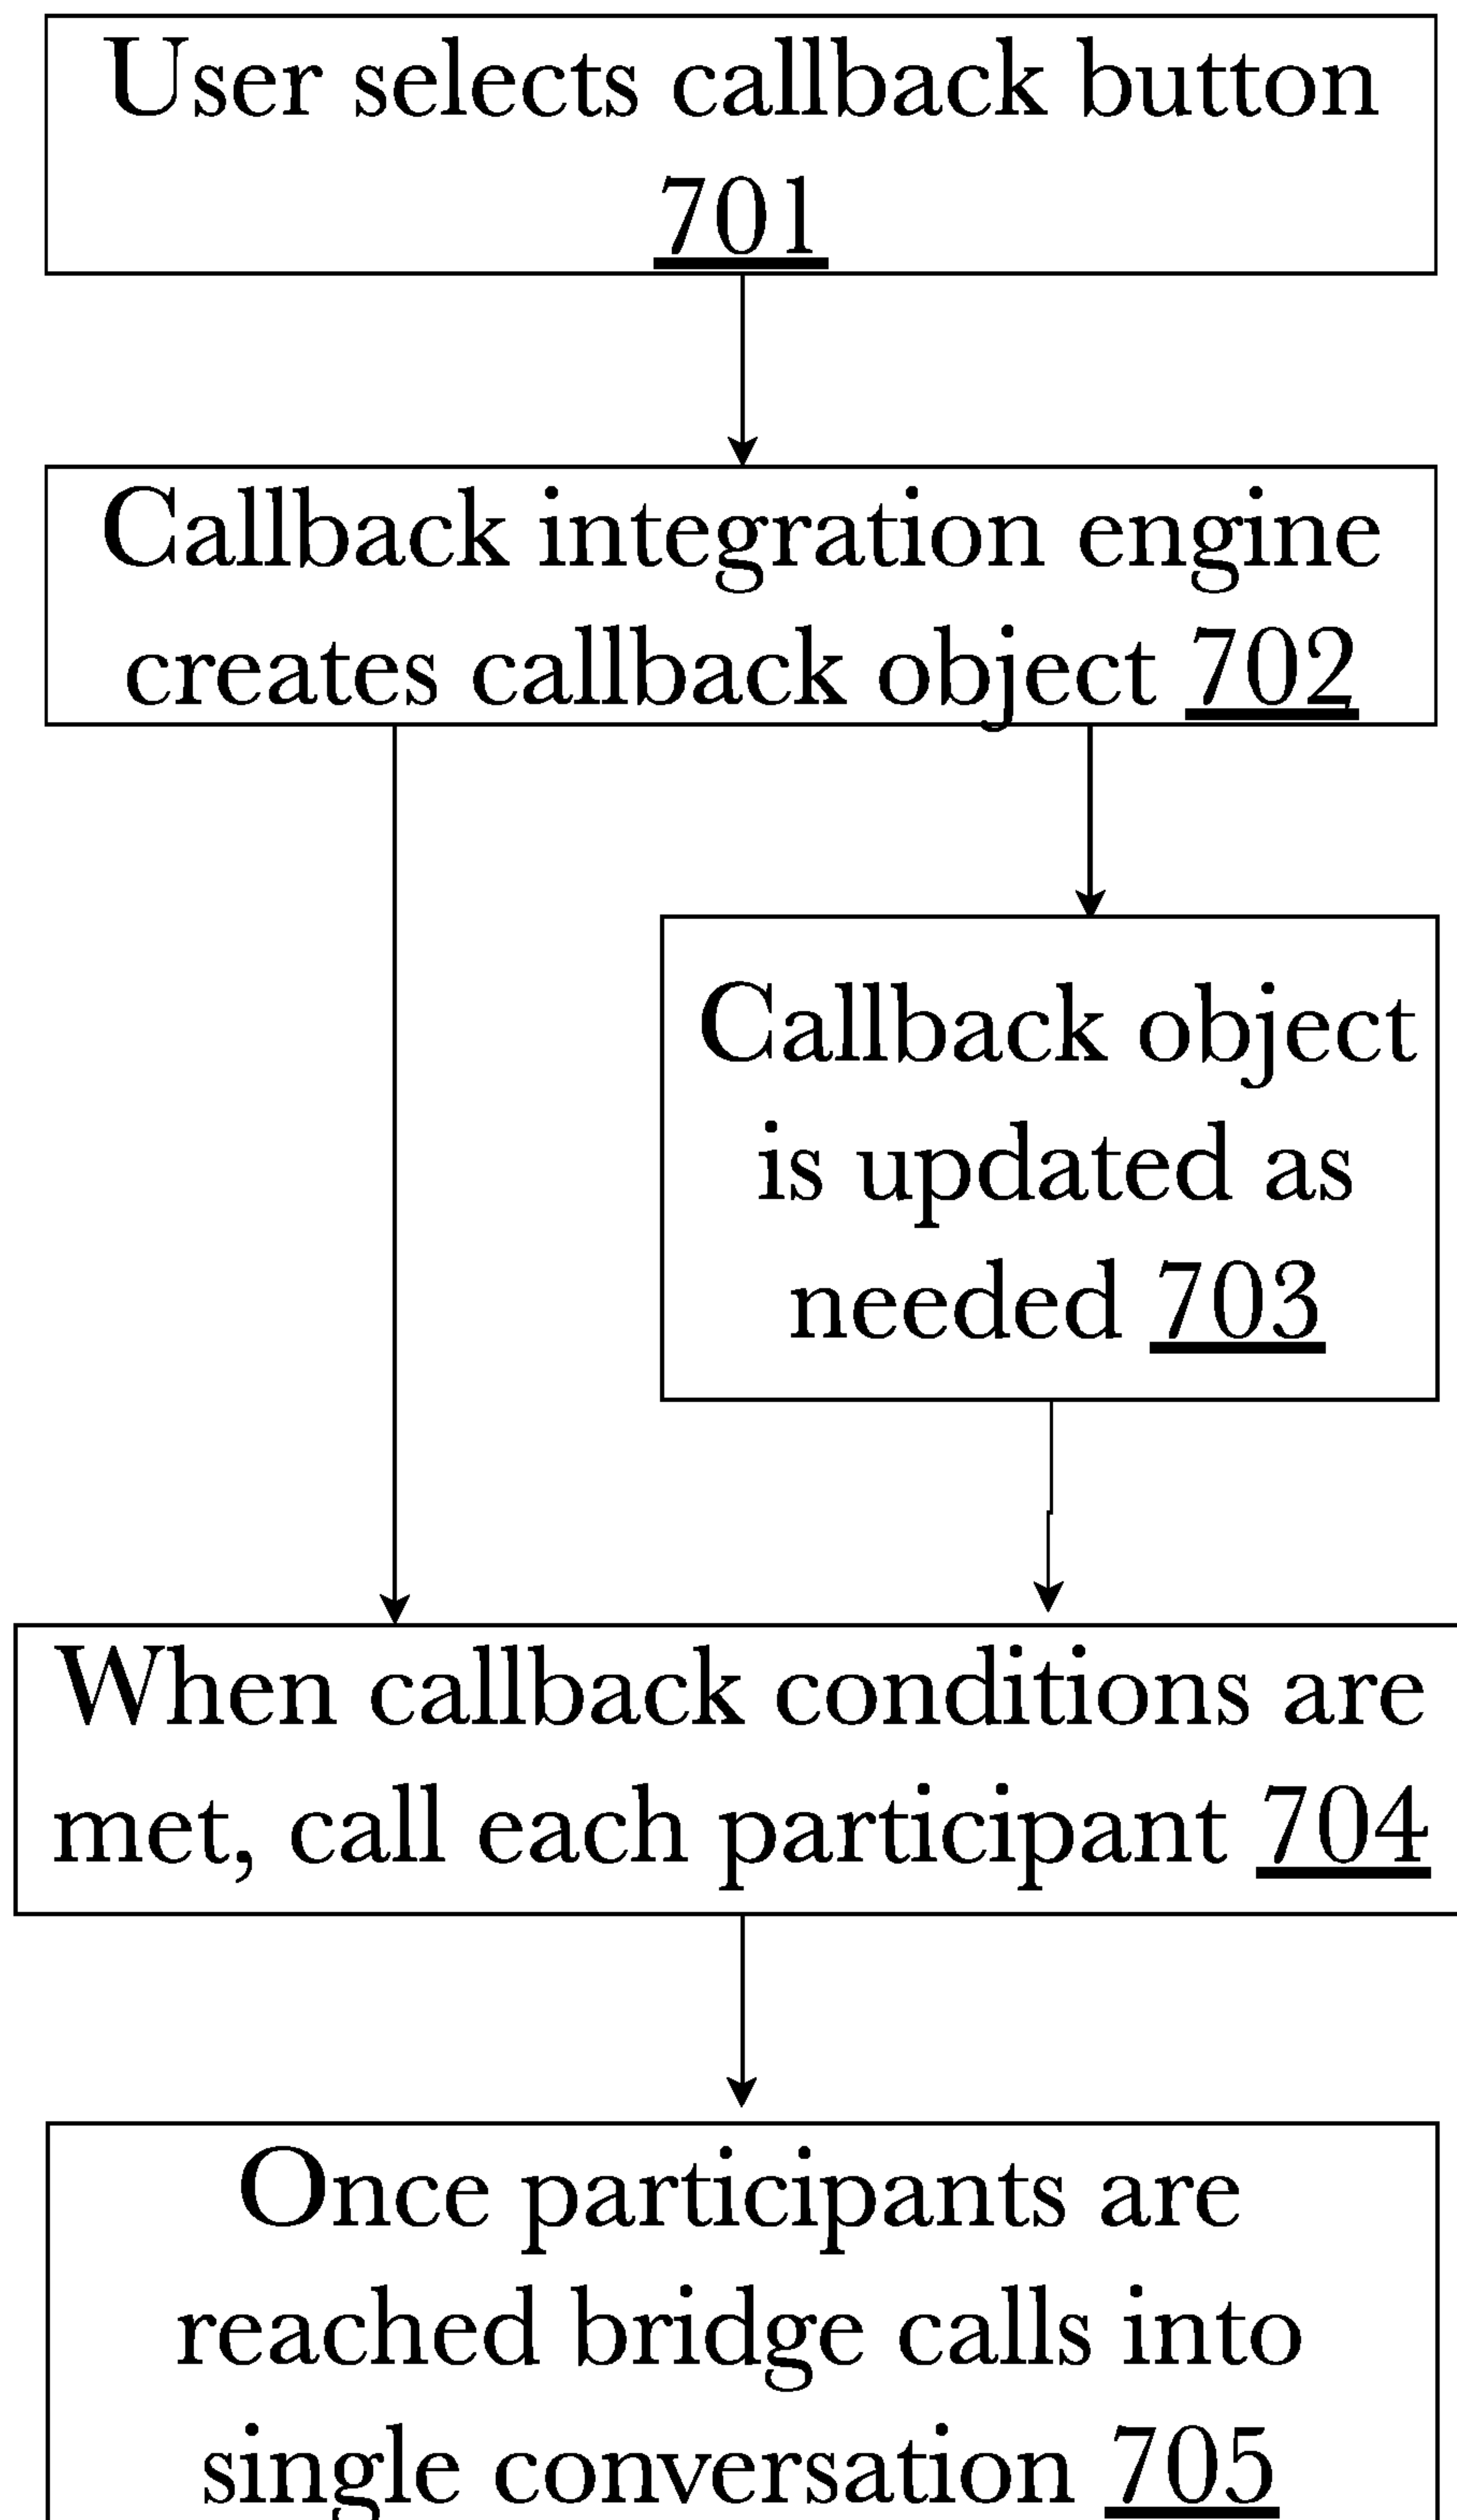 User selects callback button
701
Callback integration engine
creates callback object 702
Callback object
is updated as
needed 703
When callback conditions are
met, call each participant 704
Once participants are
reached bridge calls into
single conversation 705